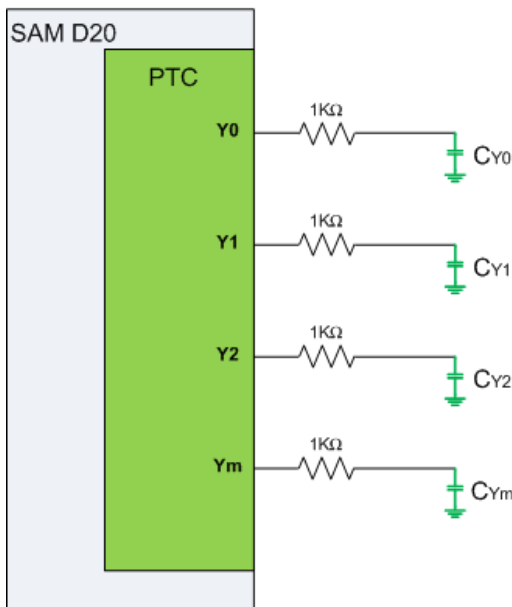 SAM D20
PTC
Y0
1KΩ
CY0
Y1
1KΩ
CY1
Y2
1KΩ
CY2
Ym
1KΩ
CYm